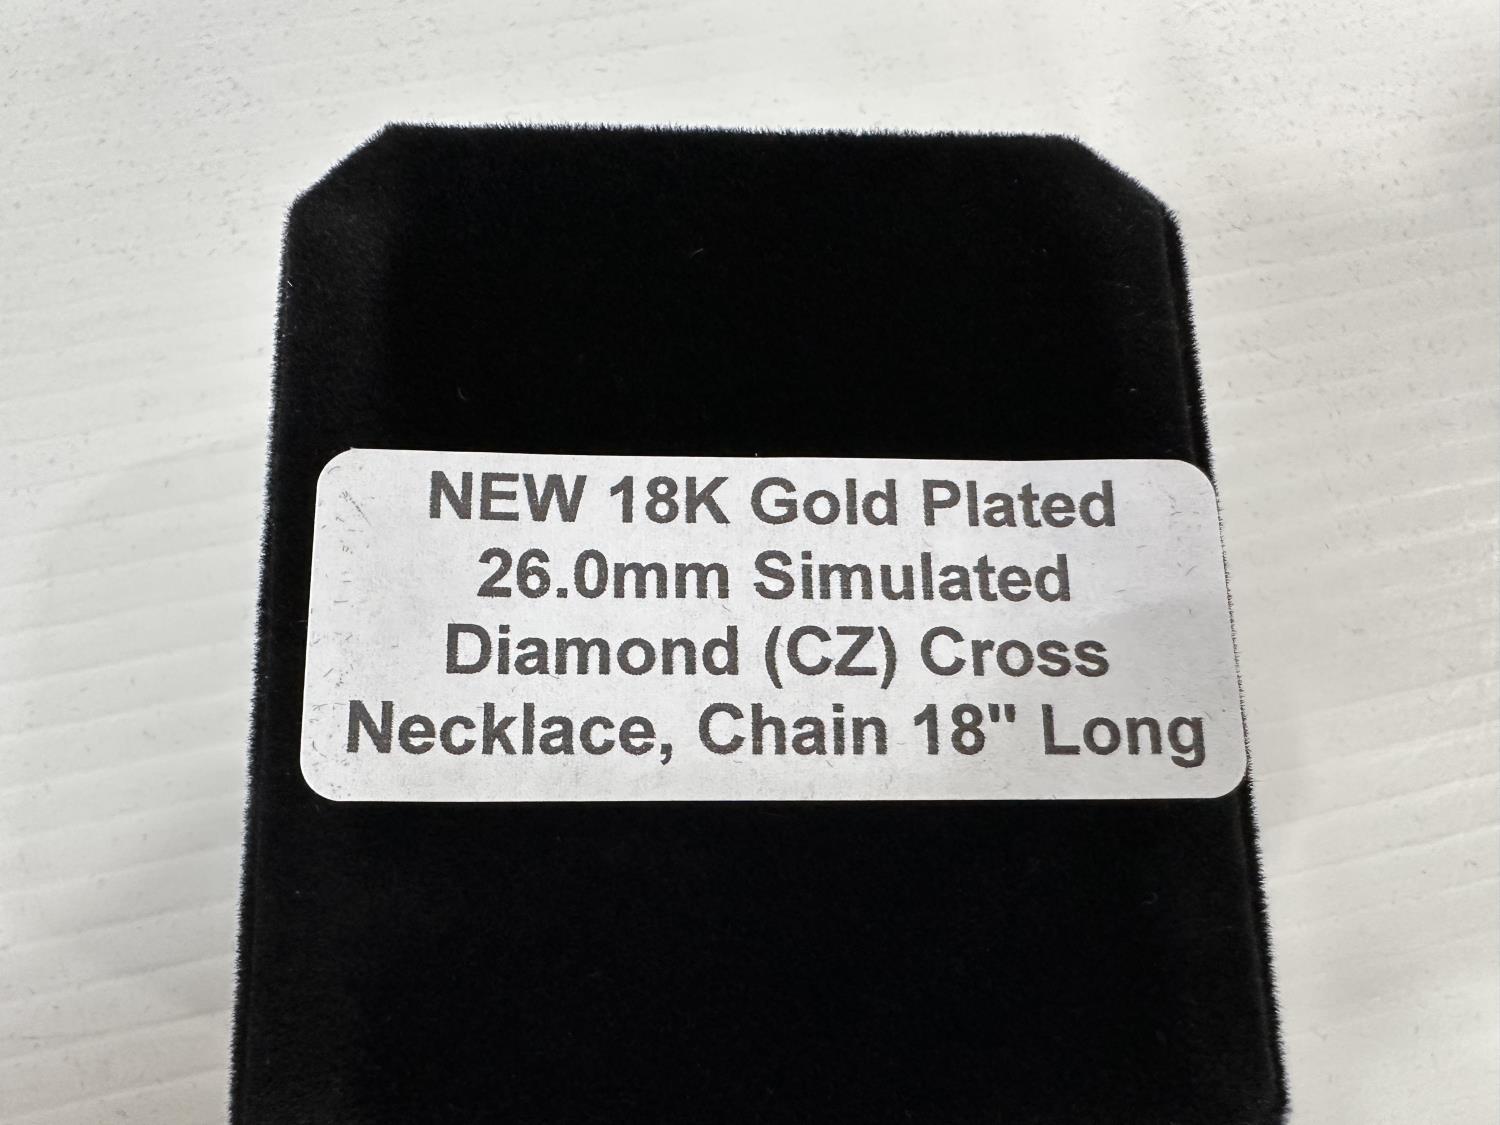 NEW 18K Gold Plated
26.0mm Simulated
Diamond (CZ) Cross
Necklace, Chain 18" Long